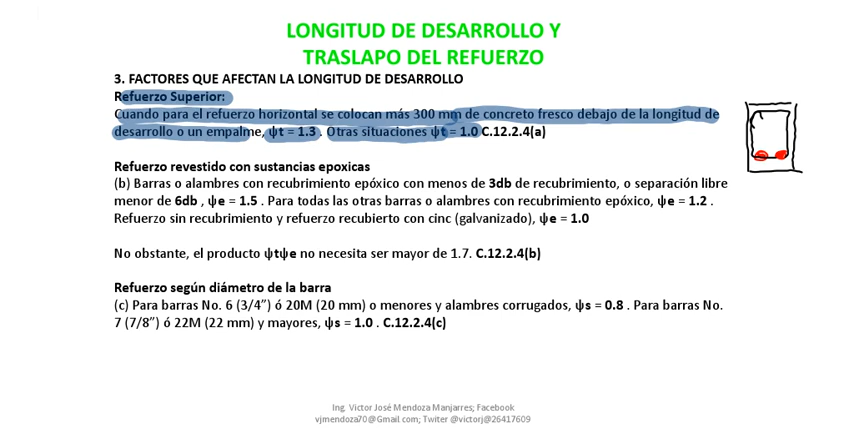 LONGITUD DE DESARROLLO Y
TRASLAPO DEL REFUERZO
3. FACTORES QUE AFECTAN LA LONGITUD DE DESARROLLO
Refuerzo Superior:
Cuando para el refuerzo horizontal se colocan más 300 mm de concreto fresco debajo de la longitud de
desarrollo o un empalme, ψt = 1.3 . Otras situaciones ψt = 1.0 C.12.2.4(a)
Refuerzo revestido con sustancias epoxicas
(b) Barras o alambres con recubrimiento epóxico con menos de 3db de recubrimiento, o separación libre
menor de 6db , ψe = 1.5 . Para todas las otras barras o alambres con recubrimiento epóxico, ψe = 1.2 .
Refuerzo sin recubrimiento y refuerzo recubierto con cinc (galvanizado), ψe = 1.0
No obstante, el producto ψtψe no necesita ser mayor de 1.7. C.12.2.4(b)
Refuerzo según diámetro de la barra
(c) Para barras No. 6 (3/4”) ó 20M (20 mm) o menores y alambres corrugados, ψs = 0.8 . Para barras No.
7 (7/8”) ó 22M (22 mm) y mayores, ψs = 1.0 . C.12.2.4(c)
Ing. Victor José Mendoza Manjarres; Facebook
vjmendoza70@Gmail com; Twiter @victorj@26417609